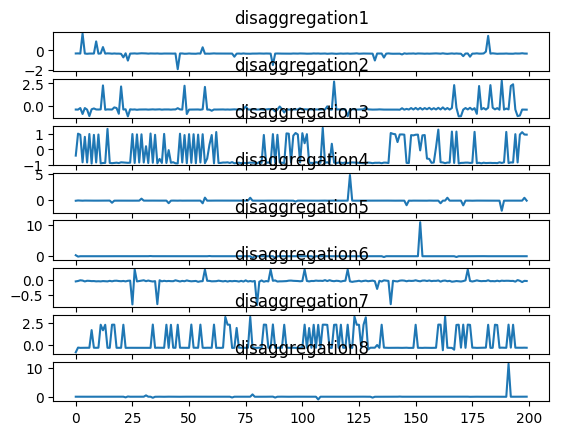 disaggregation1
0
−2
disaggregation2
2.5
0.0
disaggregation3
1
0
−1
disaggregation4
5
0
disaggregation5
10
0
disaggregation6
0.0
−0.5
disaggregation7
2.5
0.0
disaggregation8
10
0
0 25 50 75 100 125 150 175 200